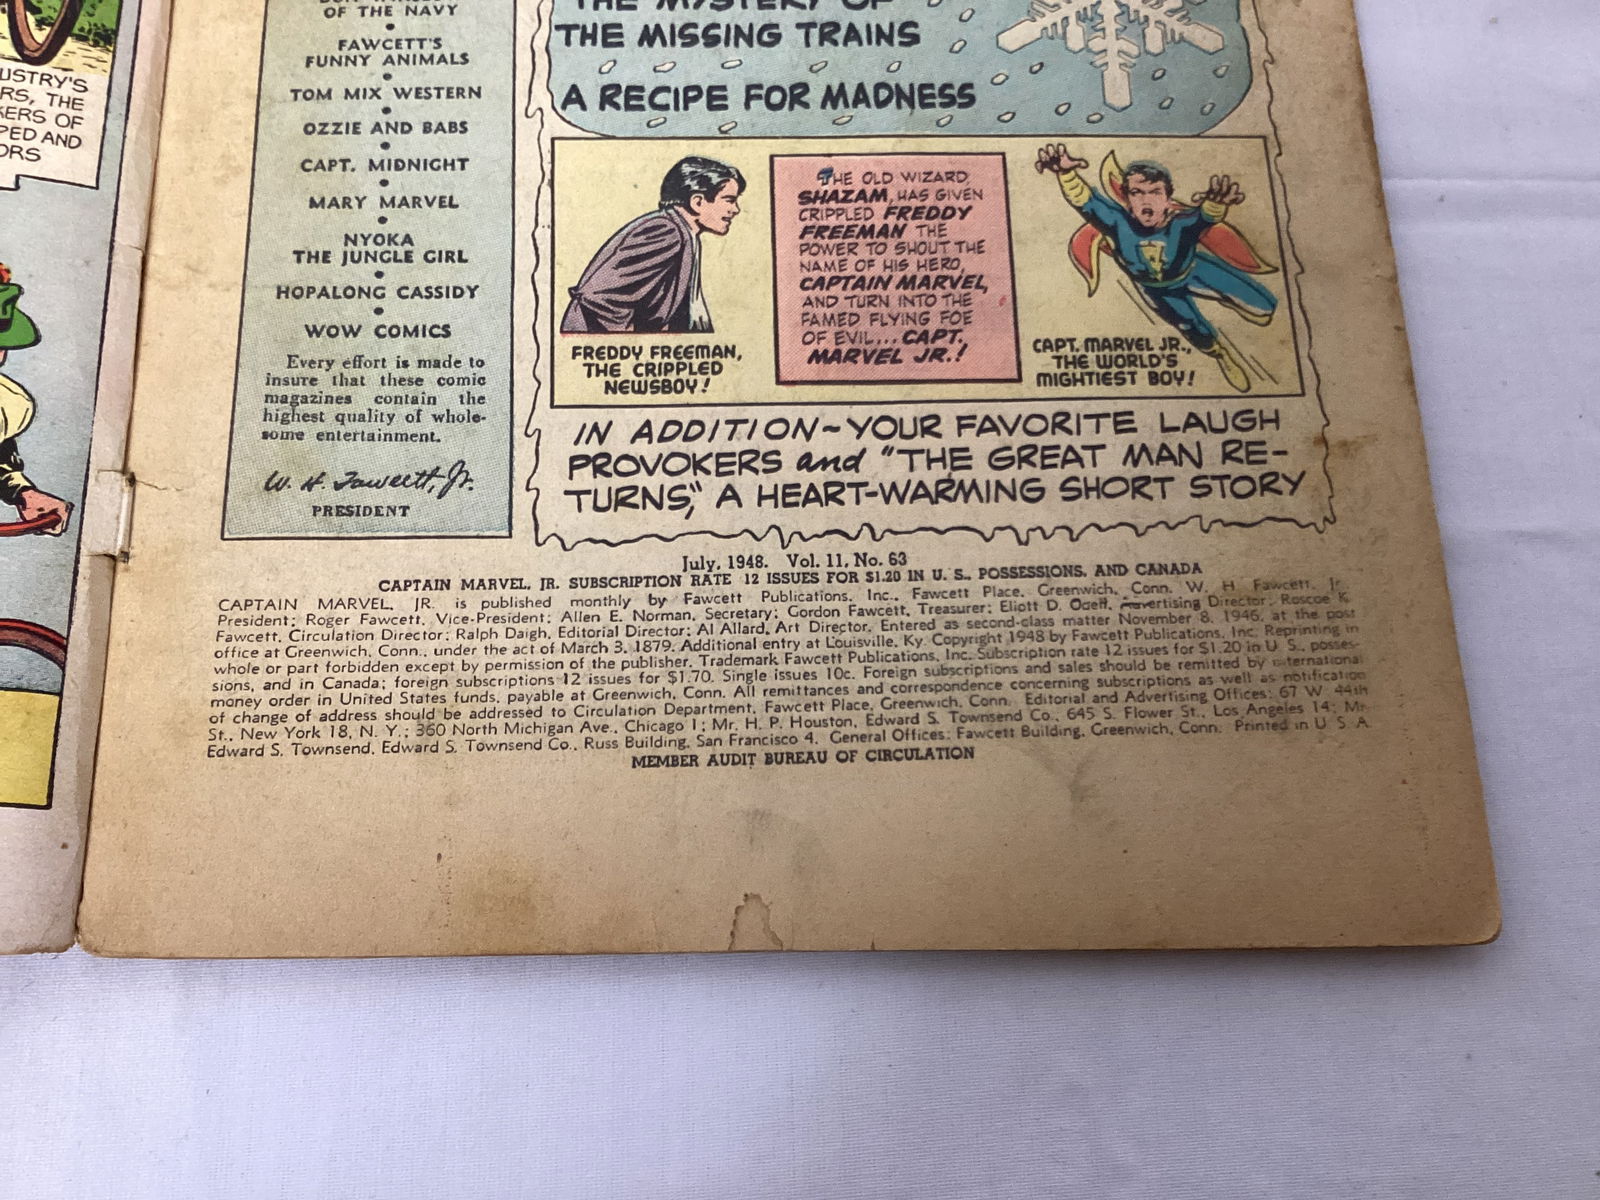 USTRY'S
RS, THE
KERS OF
PED AND
ORS
OF THE NAVY
FAWCETT'S
FUNNY ANIMALS
TOM MIX WESTERN
OZZIE AND BABS
CAPT. MIDNIGHT
MARY MARVEL
NYOKA
THE JUNGLE GIRL
HOPALONG CASSIDY
WOW COMICS
Every effort is made to
insure that these comic
magazines contain the
highest quality of whole-
some entertainment.
W. H. Fawcett, Jr.
PRESIDENT
THE MYSTERY OF
THE MISSING TRAINS
A RECIPE FOR MADNESS
FREDDY FREEMAN,
THE CRIPPLED
NEWSBOY!
THE OLD WIZARD,
SHAZAM, HAS GIVEN
CRIPPLED FREDDY
FREEMAN THE
POWER TO SHOUT THE
NAME OF HIS HERO,
CAPTAIN MARVEL,
AND TURN INTO THE
FAMED FLYING FOE
OF EVIL... CAPT.
MARVEL JR.!
CAPT. MARVEL JR.,
THE WORLD'S
MIGHTIEST BOY!
IN ADDITION~YOUR FAVORITE LAUGH
PROVOKERS and "THE GREAT MAN RE-
TURNS," A HEART-WARMING SHORT STORY
July, 1948. Vol. 11, No. 63
CAPTAIN MARVEL, JR. SUBSCRIPTION RATE 12 ISSUES FOR $1.20 IN U. S., POSSESSIONS, AND CANADA
CAPTAIN MARVEL, JR. is published monthly by Fawcett Publications, Inc., Fawcett Place, Greenwich, Conn. W. H. Fawcett, Jr.,
President; Roger Fawcett, Vice-President; Allen E. Norman, Secretary; Gordon Fawcett, Treasurer; Eliott D. Odell, Advertising Director; Roscoe K.
Fawcett, Circulation Director; Ralph Daigh, Editorial Director; Al Allard, Art Director. Entered as second-class matter November 8, 1946, at the post
office at Greenwich, Conn., under the act of March 3, 1879. Additional entry at Louisville, Ky. Copyright 1948 by Fawcett Publications, Inc. Reprinting in
whole or part forbidden except by permission of the publisher. Trademark Fawcett Publications, Inc. Subscription rate 12 issues for $1.20 in U. S., posses-
sions, and in Canada; foreign subscriptions 12 issues for $1.70. Single issues 10c. Foreign subscriptions and sales should be remitted by international
money order in United States funds, payable at Greenwich, Conn. All remittances and correspondence concerning subscriptions as well as notification
of change of address should be addressed to Circulation Department, Fawcett Place, Greenwich, Conn. Editorial and Advertising Offices: 67 W. 44th
St., New York 18, N. Y.; 360 North Michigan Ave., Chicago 1; Mr. H. P. Houston, Edward S. Townsend Co., 645 S. Flower St., Los Angeles 14; Mr.
Edward S. Townsend, Edward S. Townsend Co., Russ Building, San Francisco 4. General Offices: Fawcett Building, Greenwich, Conn. Printed in U. S. A.
MEMBER AUDIT BUREAU OF CIRCULATION